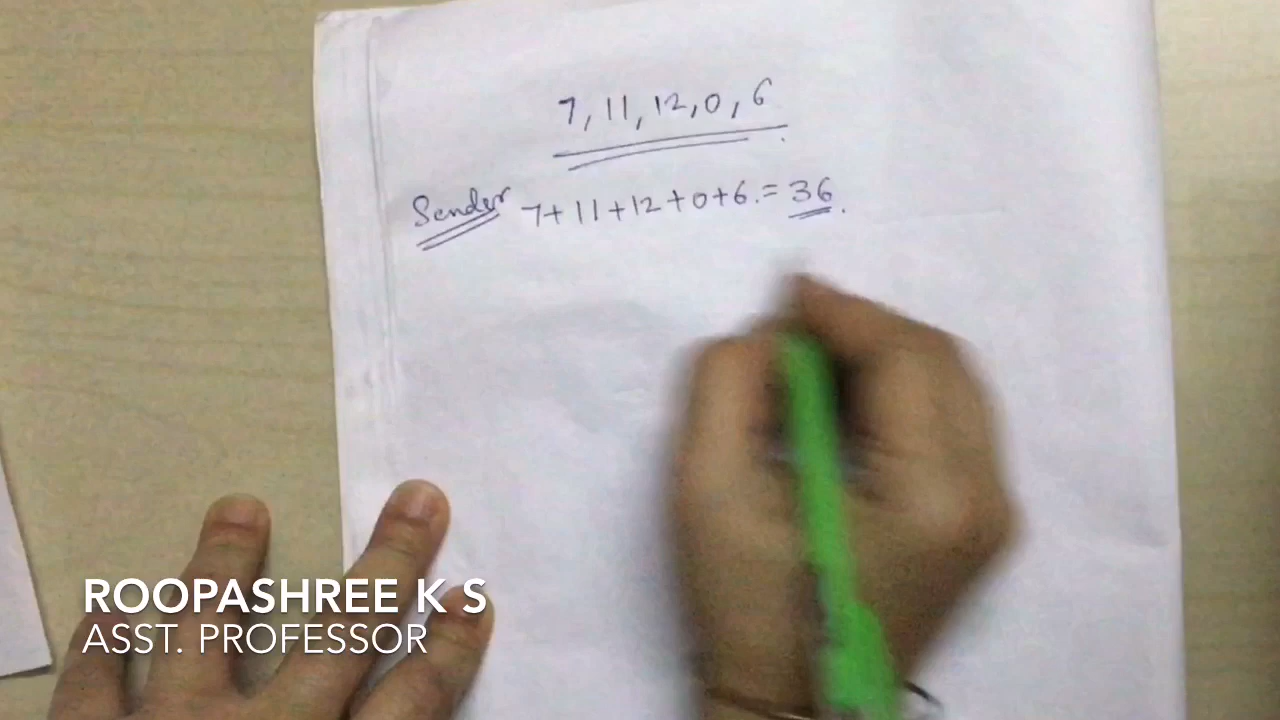 7, 11, 12, 0, 6
Sender 7+11+12+0+6.=36.
ROOPASHREE K S
ASST. PROFESSOR